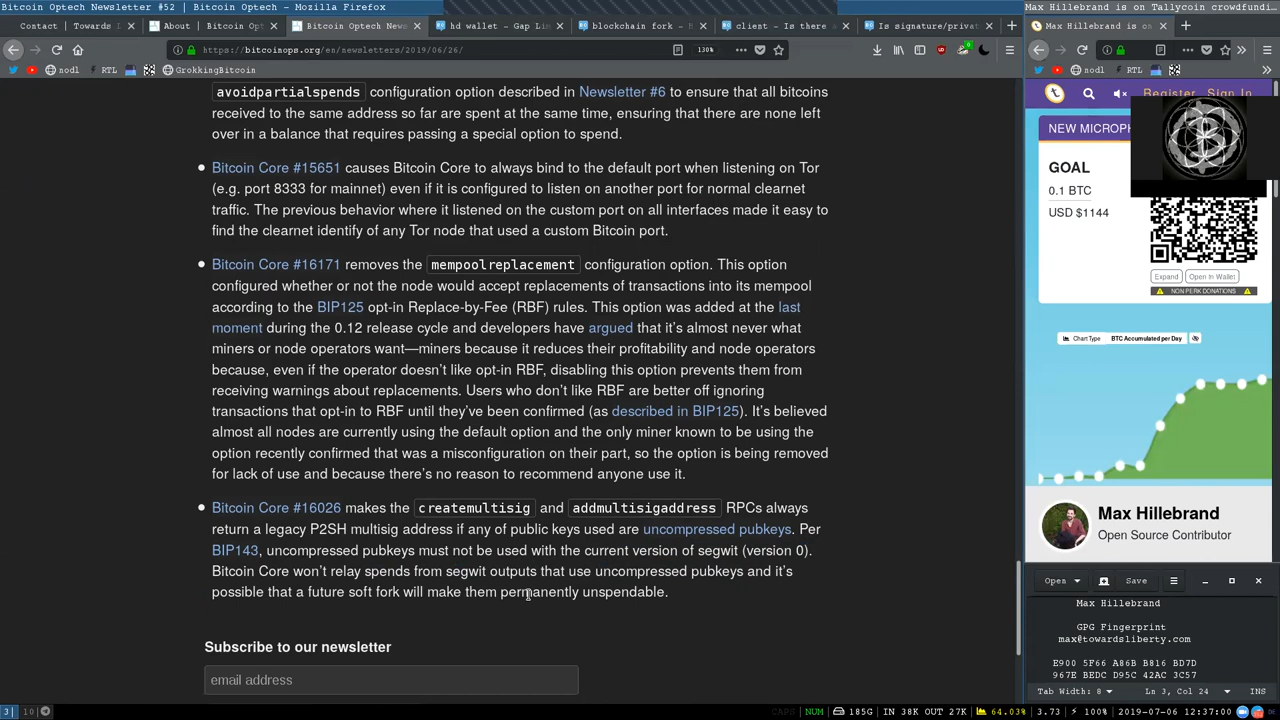 Bitcoin Optech Newsletter #52 | Bitcoin Optech - Mozilla Firefox
Contact | Towards L
About | Bitcoin Opt
Bitcoin Optech News
hd wallet - Gap Lin
blockchain fork - B
client - Is there a
Is signature/privat
https://bitcoinops.org/en/newsletters/2019/06/26/
130%
nodl
RTL
GrokkingBitcoin
avoidpartialspends configuration option described in Newsletter #6 to ensure that all bitcoins
received to the same address so far are spent at the same time, ensuring that there are none left
over in a balance that requires passing a special option to spend.
Bitcoin Core #15651 causes Bitcoin Core to always bind to the default port when listening on Tor
(e.g. port 8333 for mainnet) even if it is configured to listen on another port for normal clearnet
traffic. The previous behavior where it listened on the custom port on all interfaces made it easy to
find the clearnet identify of any Tor node that used a custom Bitcoin port.
Bitcoin Core #16171 removes the mempoolreplacement configuration option. This option
configured whether or not the node would accept replacements of transactions into its mempool
according to the BIP125 opt-in Replace-by-Fee (RBF) rules. This option was added at the last
moment during the 0.12 release cycle and developers have argued that it's almost never what
miners or node operators want—miners because it reduces their profitability and node operators
because, even if the operator doesn't like opt-in RBF, disabling this option prevents them from
receiving warnings about replacements. Users who don't like RBF are better off ignoring
transactions that opt-in to RBF until they've been confirmed (as described in BIP125). It's believed
almost all nodes are currently using the default option and the only miner known to be using the
option recently confirmed that was a misconfiguration on their part, so the option is being removed
for lack of use and because there's no reason to recommend anyone use it.
Bitcoin Core #16026 makes the createmultisig and addmultisigaddress RPCs always
return a legacy P2SH multisig address if any of public keys used are uncompressed pubkeys. Per
BIP143, uncompressed pubkeys must not be used with the current version of segwit (version 0).
Bitcoin Core won't relay spends from segwit outputs that use uncompressed pubkeys and it's
possible that a future soft fork will make them permanently unspendable.
Subscribe to our newsletter
email address
Max Hillebrand is on Tallycoin crowdfundi
Max Hillebrand is on T
nodl
RTL
t
Register
Sign In
NEW MICROPH
GOAL
0.1 BTC
USD $1144
Expand
Open in Wallet
NON PERK DONATIONS
Chart Type
BTC Accumulated per Day
Max Hillebrand
Open Source Contributor
Open
Save
Max Hillebrand
GPG Fingerprint
max@towardsliberty.com
E900 5F66 A86B B816 BD7D
967E BEDC D95C 42AC 3C57
Tab Width: 8
Ln 3, Col 24
INS
3
10
CAPS
NUM
185G
IN 38K OUT 27K
64.03%
3.73
100%
2019-07-06
12:37:00